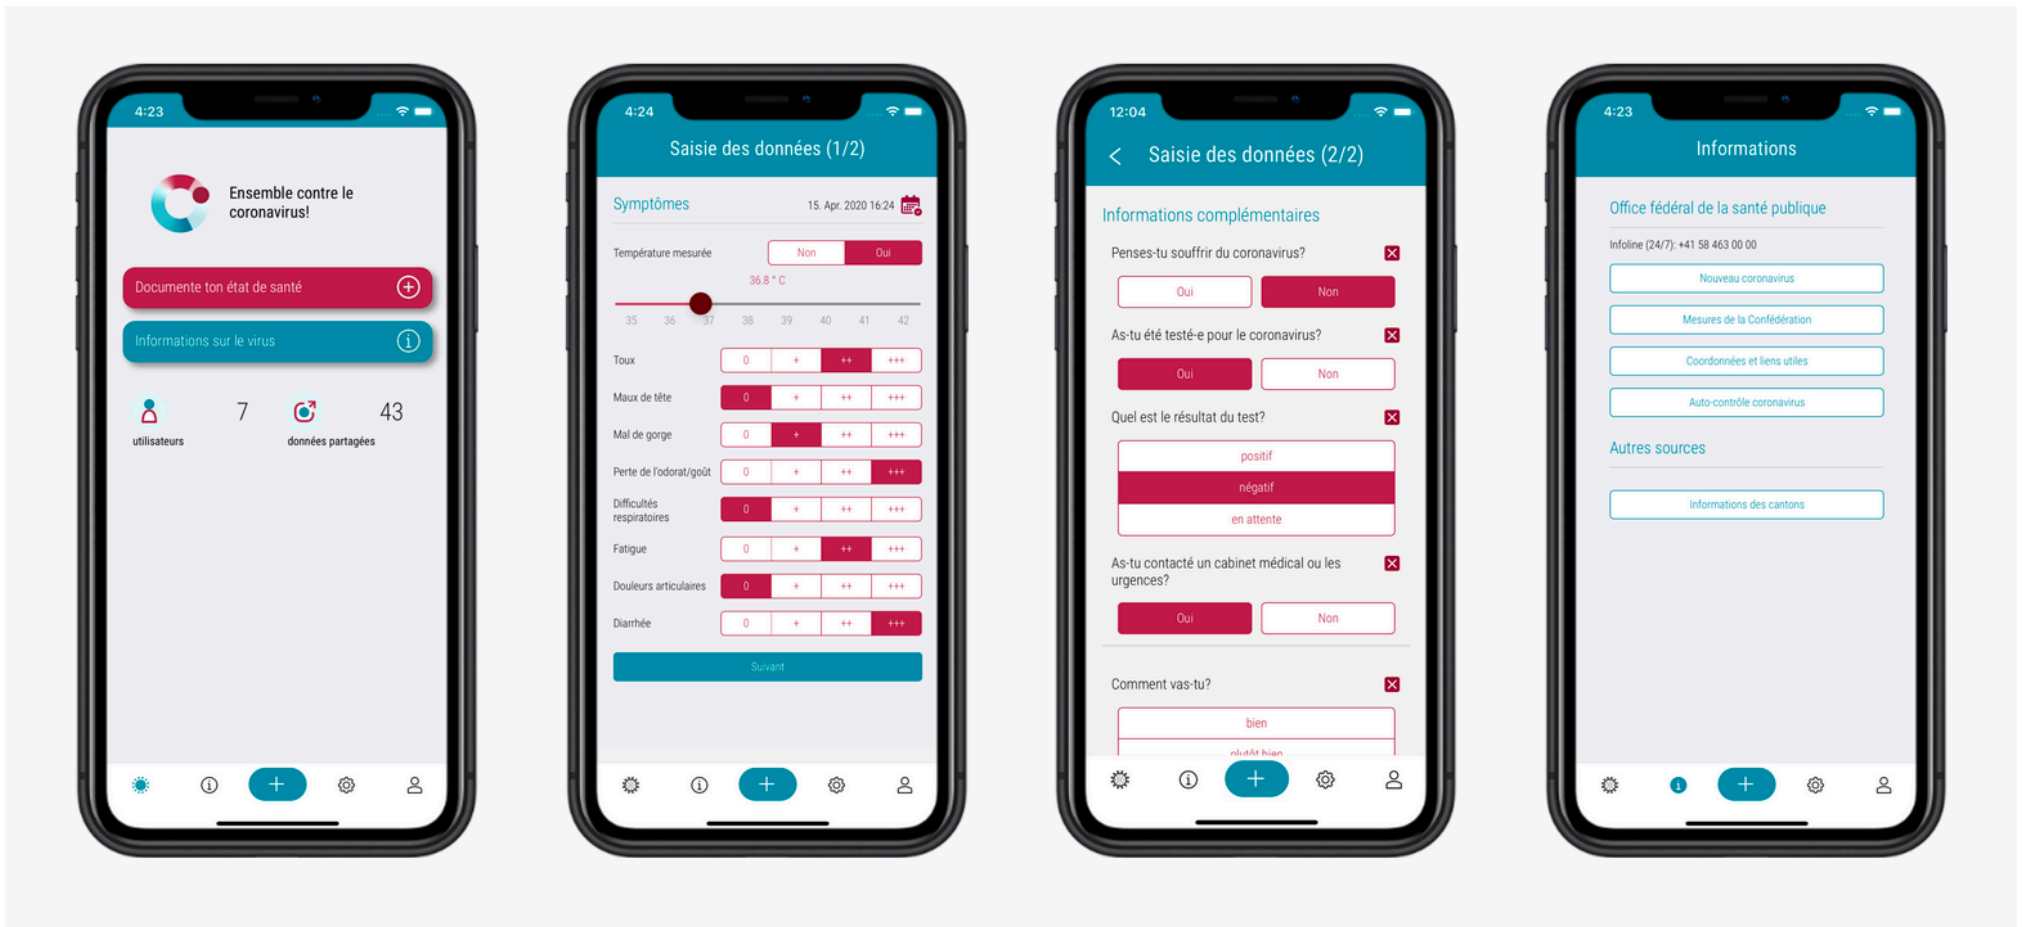 4:23
Ensemble contre le
coronavirus!
Documente ton état de santé
Informations sur le virus
7
43
utilisateurs
données partagées
4:24
Saisie des données (1/2)
Symptômes
15. Apr. 2020 16:24
Température mesurée
Non
Oui
36.8 ° C
35 36 37 38 39 40 41 42
Toux
0 + ++ +++
Maux de tête
0 + ++ +++
Mal de gorge
0 + ++ +++
Perte de l'odorat/goût
0 + ++ +++
Difficultés
respiratoires
0 + ++ +++
Fatigue
0 + ++ +++
Douleurs articulaires
0 + ++ +++
Diarrhée
0 + ++ +++
Suivant
12:04
Saisie des données (2/2)
Informations complémentaires
Penses-tu souffrir du coronavirus?
Oui
Non
As-tu été testé-e pour le coronavirus?
Oui
Non
Quel est le résultat du test?
positif
négatif
en attente
As-tu contacté un cabinet médical ou les
urgences?
Oui
Non
Comment vas-tu?
bien
plutôt bien
4:23
Informations
Office fédéral de la santé publique
Infoline (24/7): +41 58 463 00 00
Nouveau coronavirus
Mesures de la Confédération
Coordonnées et liens utiles
Auto-contrôle coronavirus
Autres sources
Informations des cantons